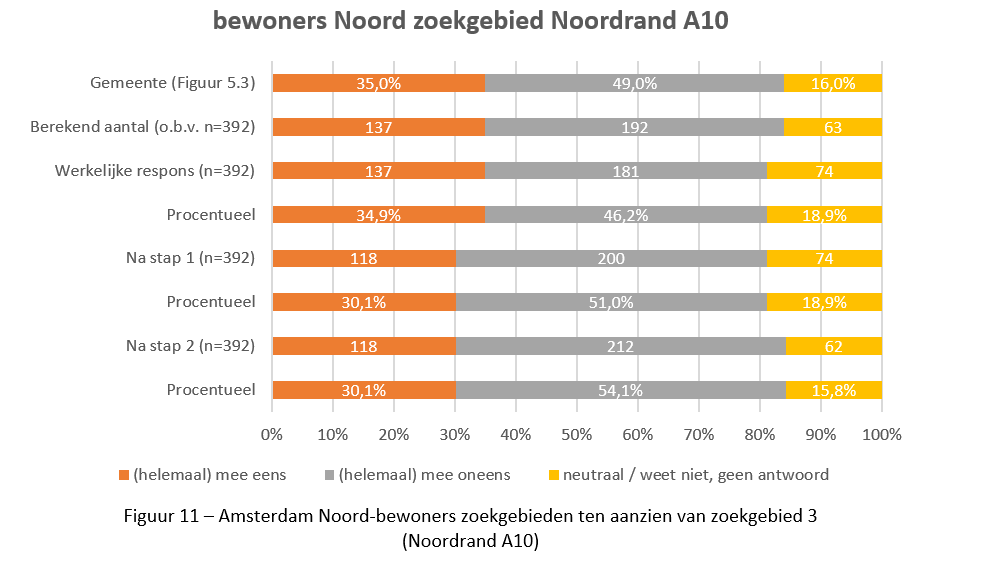 bewoners Noord zoekgebied Noordrand A10
Gemeente (Figuur 5.3) 35,0% 49,0% 16,0%
Berekend aantal (o.b.v. n=392) 137 192 63
Werkelijke respons (n=392) 137 181 74
Procentueel 34,9% 46,2% 18,9%
Na stap 1 (n=392) 118 200 74
Procentueel 30,1% 51,0% 18,9%
Na stap 2 (n=392) 118 212 62
Procentueel 30,1% 54,1% 15,8%
0% 10% 20% 30% 40% 50% 60% 70% 80% 90% 100%
(helemaal) mee eens (helemaal) mee oneens neutraal / weet niet, geen antwoord
Figuur 11 – Amsterdam Noord-bewoners zoekgebieden ten aanzien van zoekgebied 3
(Noordrand A10)